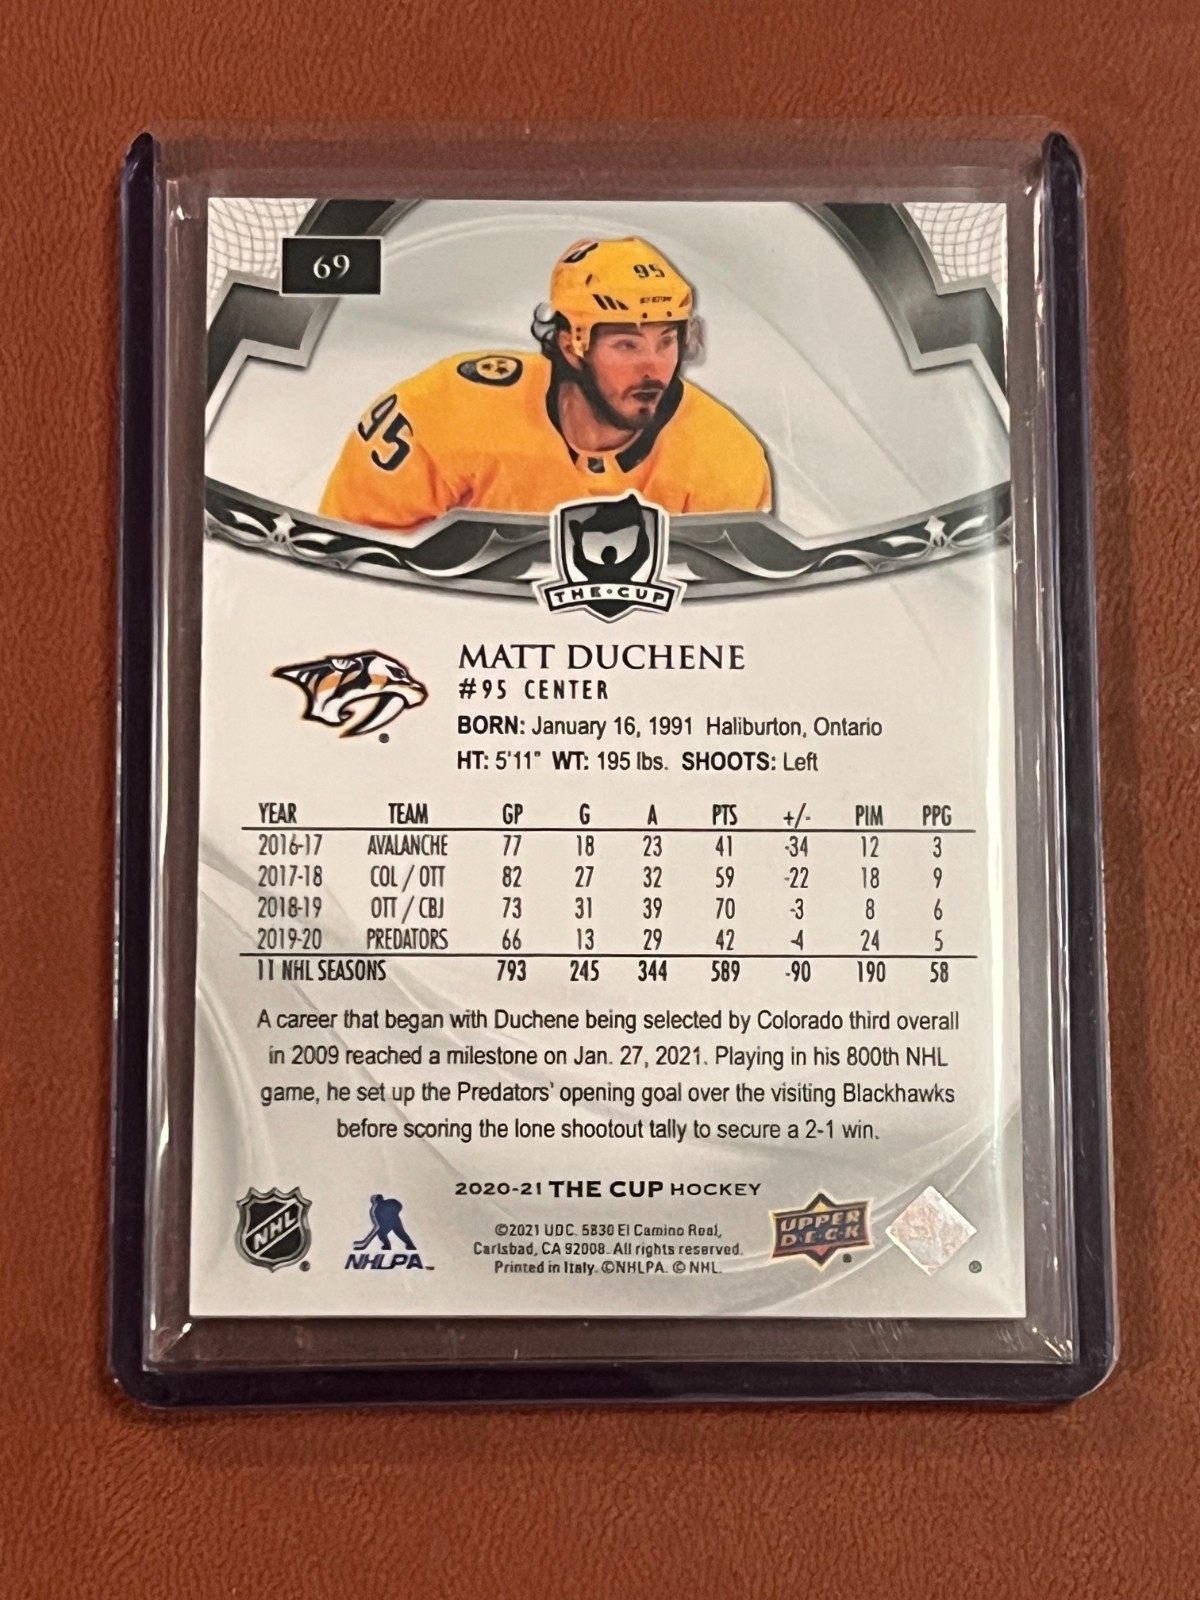 69
95
95
THE·CUP
MATT DUCHENE
#95 CENTER
BORN: January 16, 1991 Haliburton, Ontario
HT: 5'11" WT: 195 lbs. SHOOTS: Left
YEAR TEAM GP G A PTS +/- PIM PPG
2016-17 AVALANCHE 77 18 23 41 -34 12 3
2017-18 COL / OTT 82 27 32 59 -22 18 9
2018-19 OTT / CBJ 73 31 39 70 -3 8 6
2019-20 PREDATORS 66 13 29 42 -4 24 5
11 NHL SEASONS 793 245 344 589 -90 190 58
A career that began with Duchene being selected by Colorado third overall
in 2009 reached a milestone on Jan. 27, 2021. Playing in his 800th NHL
game, he set up the Predators' opening goal over the visiting Blackhawks
before scoring the lone shootout tally to secure a 2-1 win.
2020-21 THE CUP HOCKEY
NHL
NHLPA
©2021 UDC. 5830 El Camino Real,
Carlsbad, CA 92008. All rights reserved.
Printed in Italy. ©NHLPA. © NHL.
UPPER
D·E·C·K